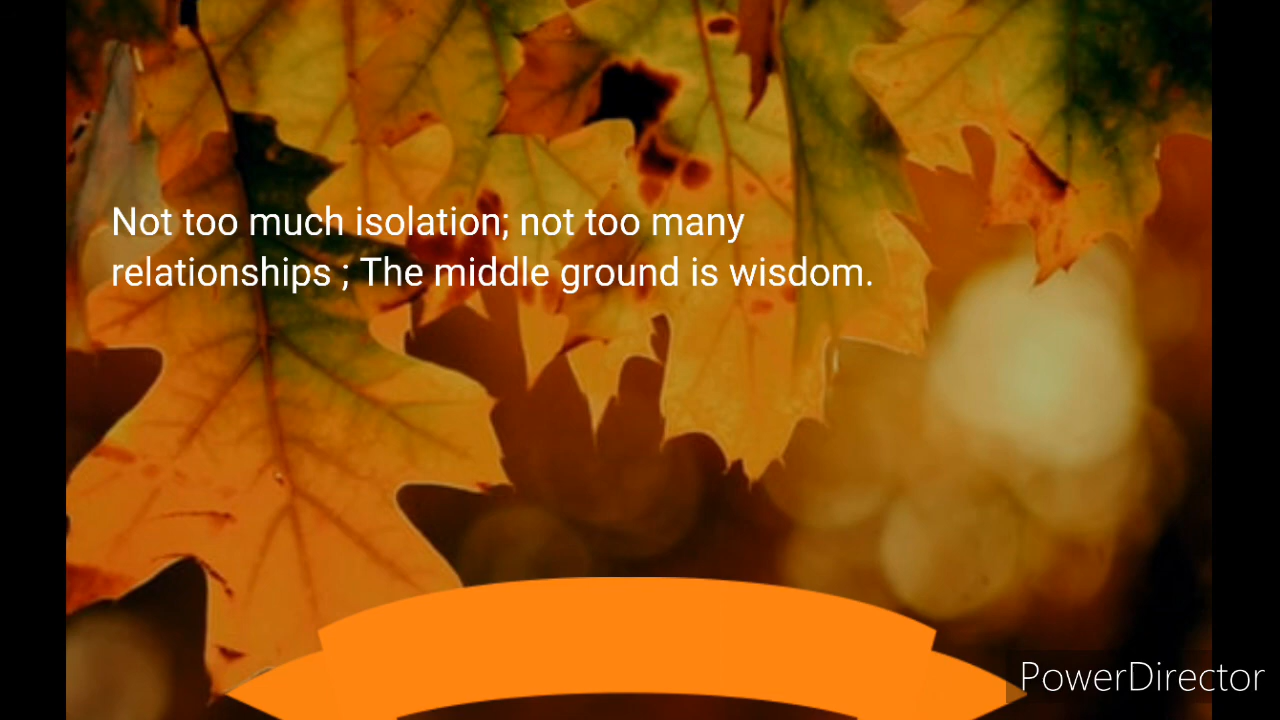 Not too much isolation; not too many
relationships ; The middle ground is wisdom.
PowerDirector